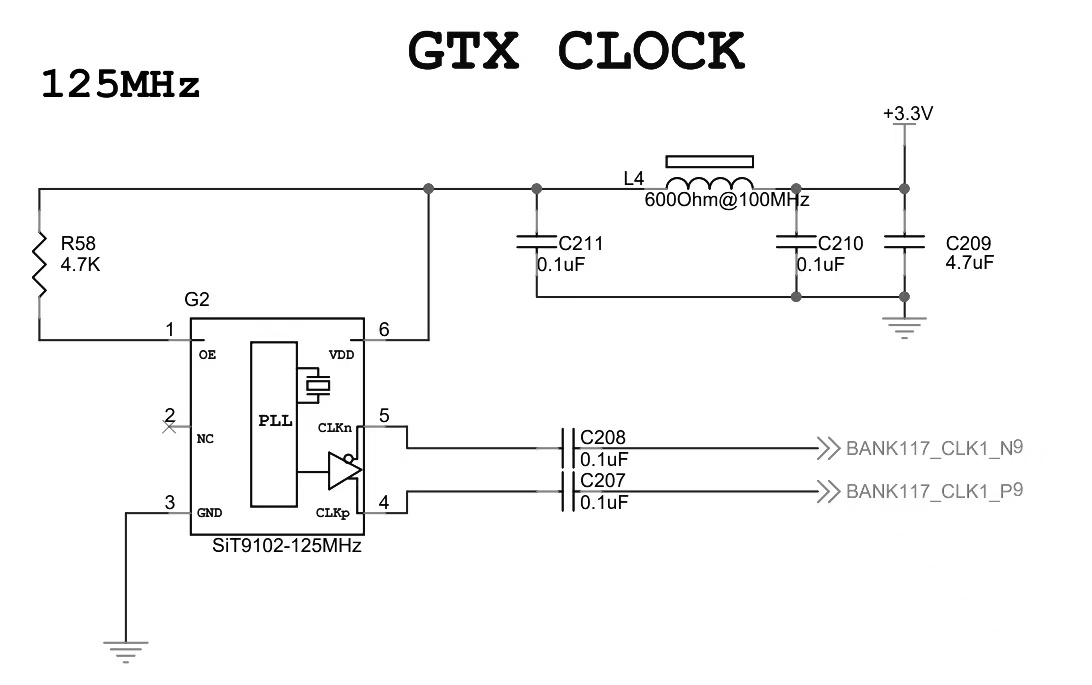 GTX CLOCK
125MHz
+3.3V
L4
600Ohm@100MHz
R58
4.7K
C211
0.1uF
C210
0.1uF
C209
4.7uF
G2
1
6
OE
VDD
2
5
NC
PLL
CLKn
C208
0.1uF
BANK117_CLK1_N9
3
4
GND
CLKp
C207
0.1uF
BANK117_CLK1_P9
SiT9102-125MHz